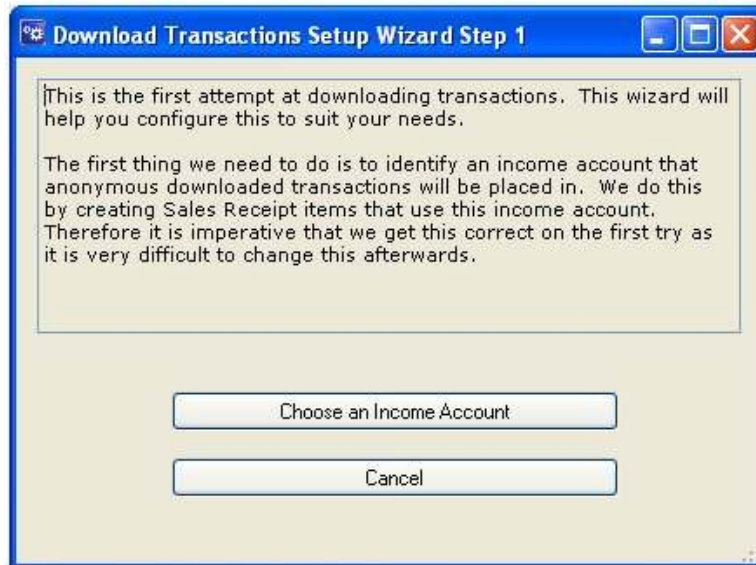 Download Transactions Setup Wizard Step 1
This is the first attempt at downloading transactions.  This wizard will
help you configure this to suit your needs.
The first thing we need to do is to identify an income account that
anonymous downloaded transactions will be placed in.  We do this
by creating Sales Receipt items that use this income account.
Therefore it is imperative that we get this correct on the first try as
it is very difficult to change this afterwards.
Choose an Income Account
Cancel